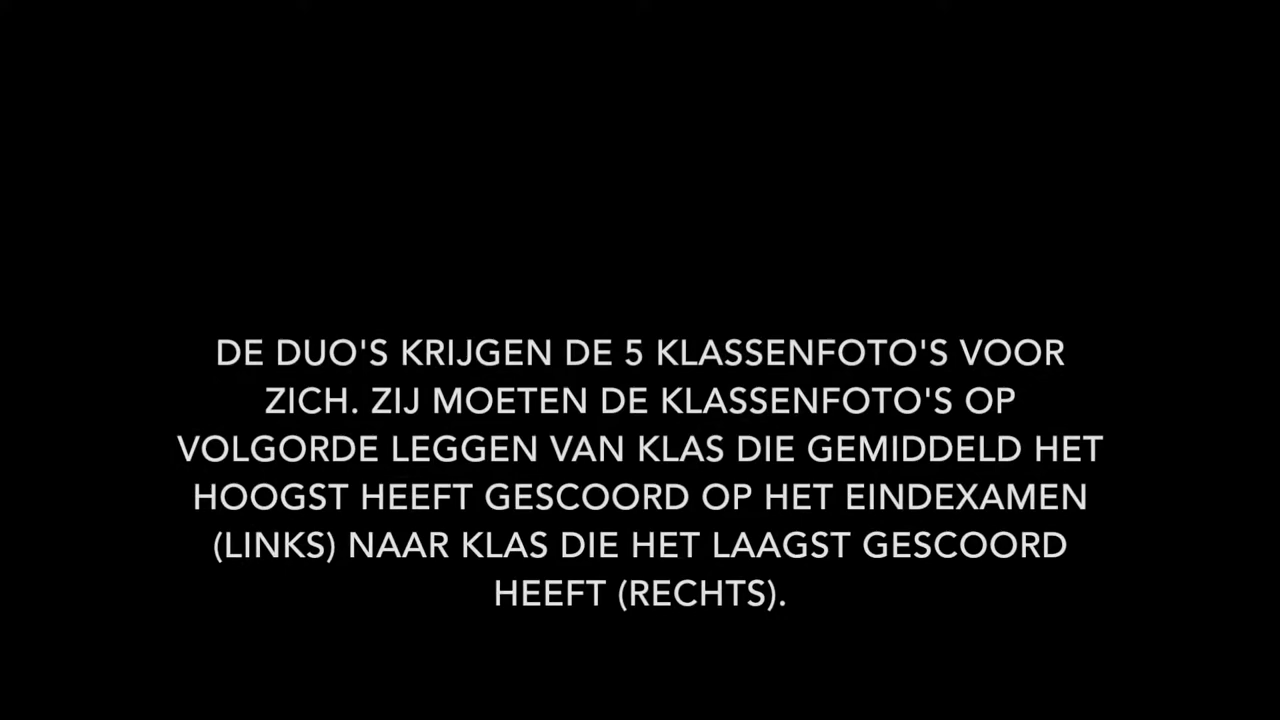 DE DUO'S KRIJGEN DE 5 KLASSENFOTO'S VOOR
ZICH. ZIJ MOETEN DE KLASSENFOTO'S OP
VOLGORDE LEGGEN VAN KLAS DIE GEMIDDELD HET
HOOGST HEEFT GESCOORD OP HET EINDEXAMEN
(LINKS) NAAR KLAS DIE HET LAAGST GESCOORD
HEEFT (RECHTS).